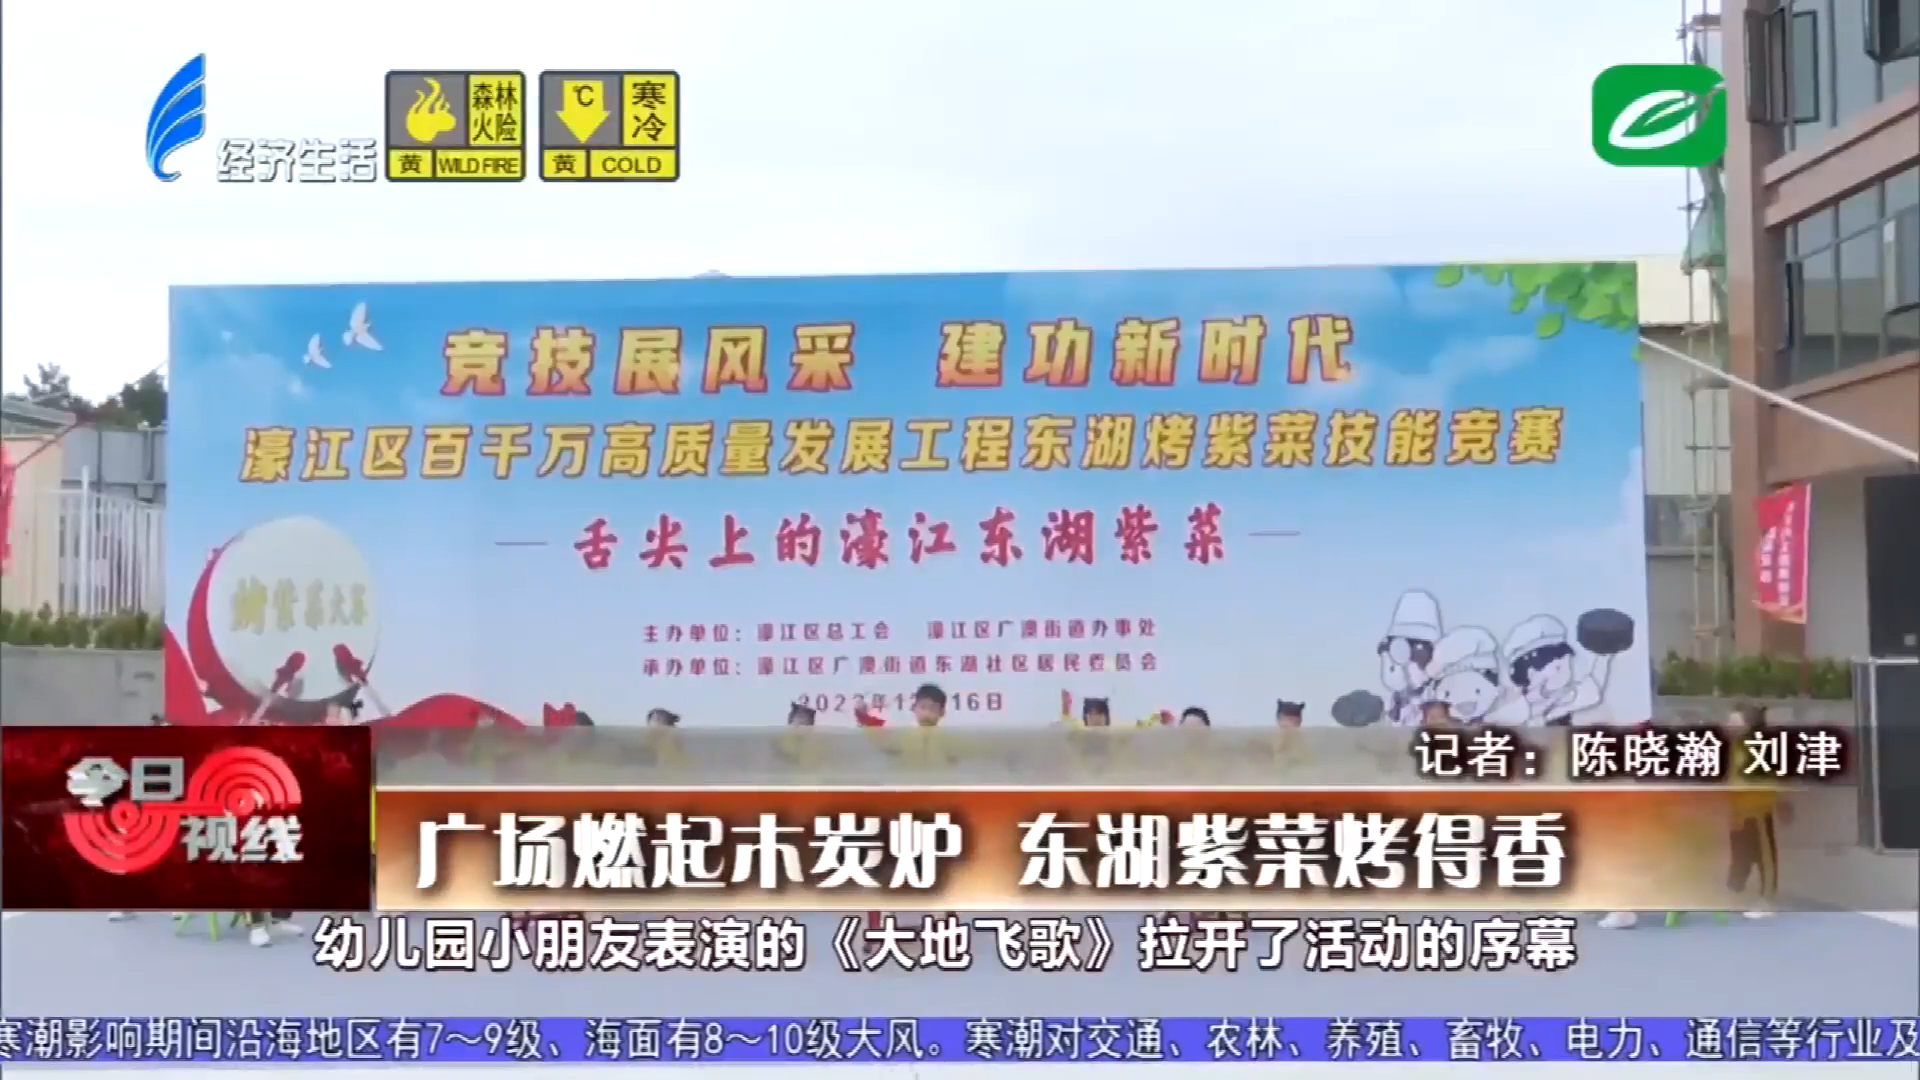 经济生活
森林火险
黄 WILD FIRE
℃ 寒冷
黄 COLD
竞技展风采 建功新时代
濠江区百千万高质量发展工程东湖烤紫菜技能竞赛
舌尖上的濠江东湖紫菜
烤紫菜大赛
主办单位：濠江区总工会 濠江区广澳街道办事处
承办单位：濠江区广澳街道东湖社区居民委员会
记者：陈晓瀚 刘津
今日视线
广场燃起木炭炉 东湖紫菜烤得香
幼儿园小朋友表演的《大地飞歌》拉开了活动的序幕
寒潮影响期间沿海地区有7～9级、海面有8～10级大风。寒潮对交通、农林、养殖、畜牧、电力、通信等行业及